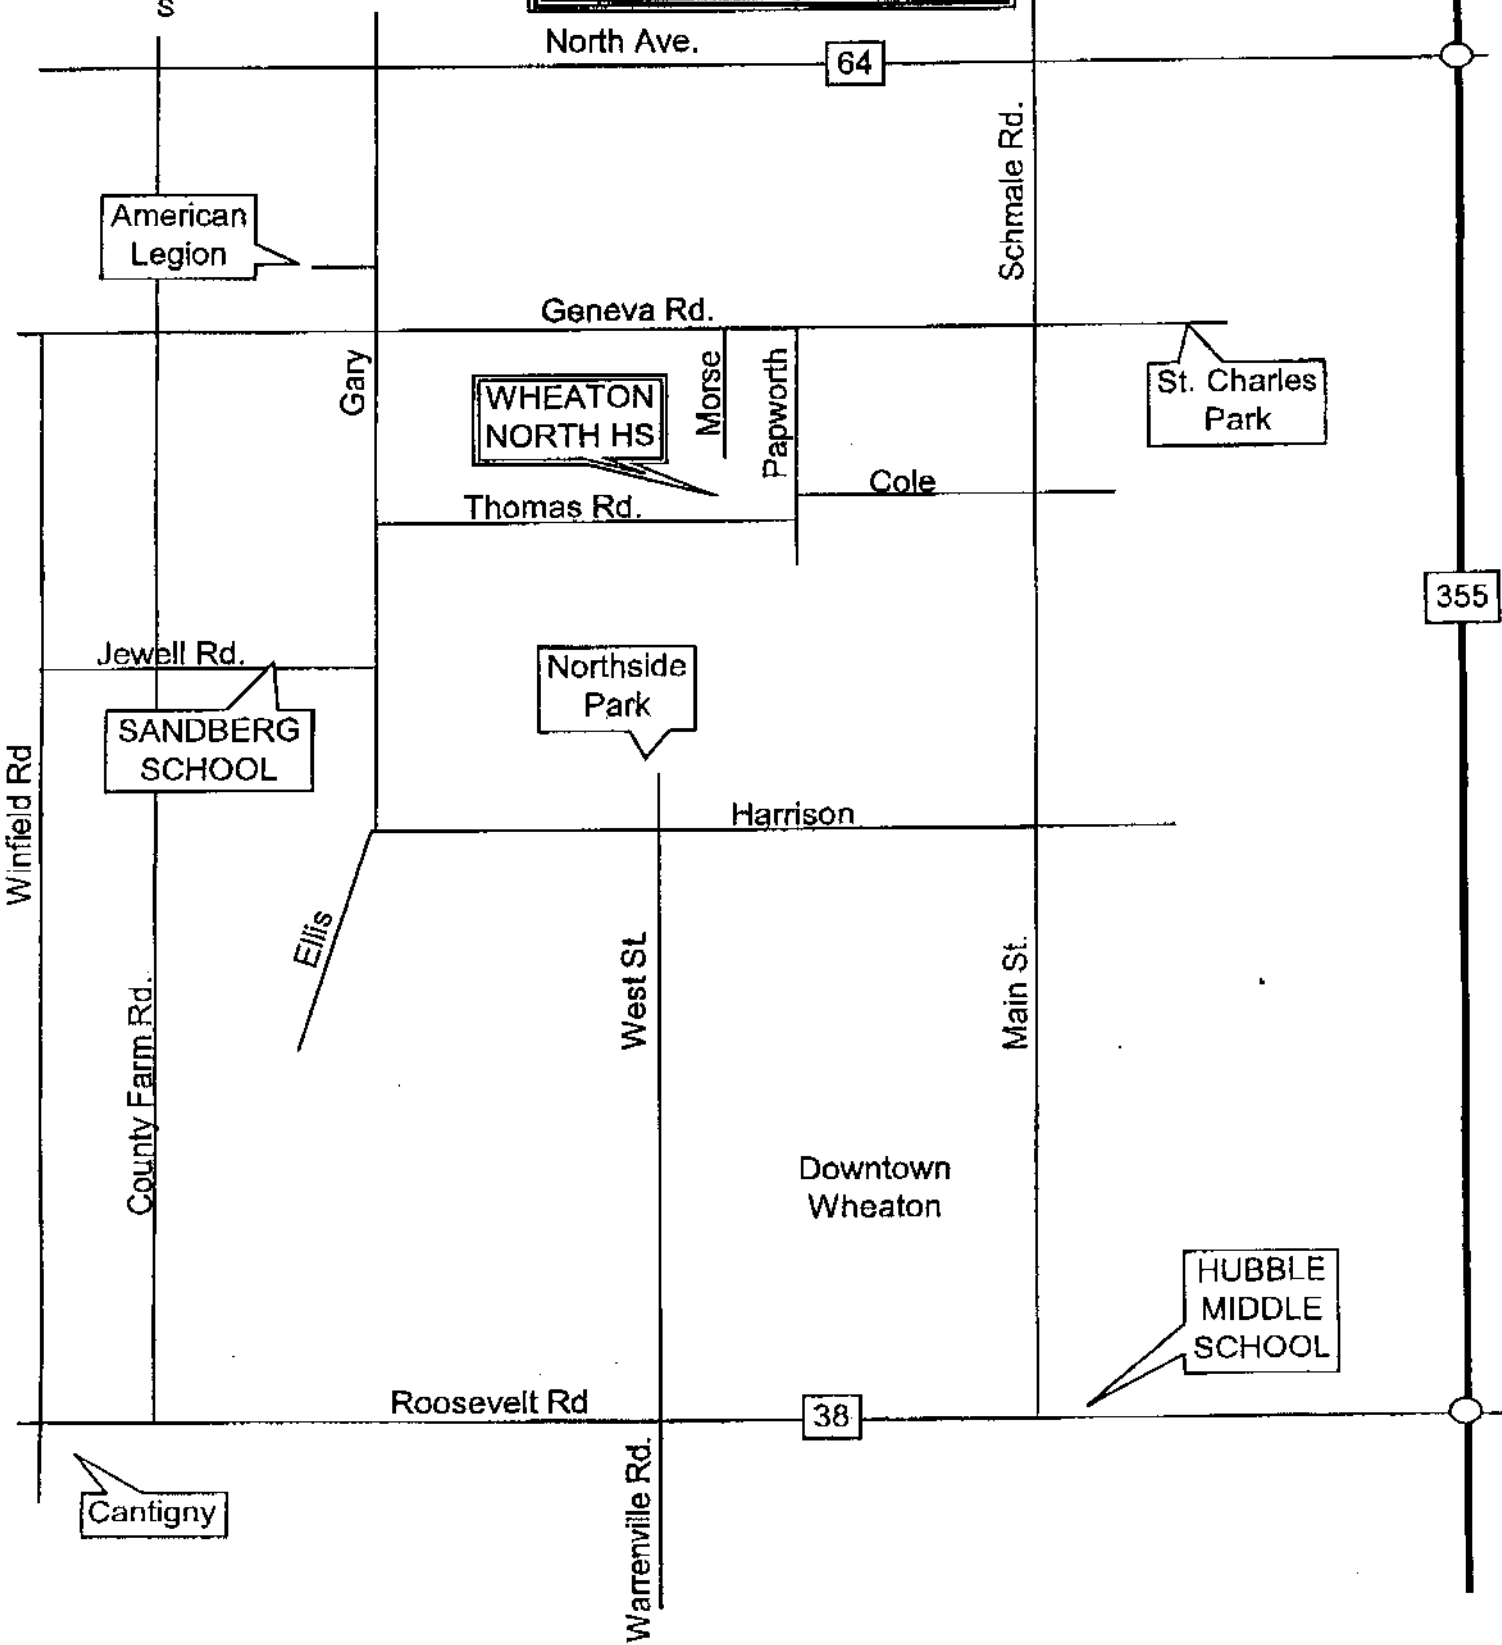 S
North Ave.
64
Schmale Rd.
American
Legion
Geneva Rd.
Gary
WHEATON
NORTH HS
Morse
Papworth
St. Charles
Park
Cole
Thomas Rd.
355
Jewell Rd.
Northside
Park
SANDBERG
SCHOOL
Winfield Rd
Harrison
Ellis
West St.
Main St.
County Farm Rd.
Downtown
Wheaton
HUBBLE
MIDDLE
SCHOOL
Roosevelt Rd
38
Cantigny
Warrenville Rd.